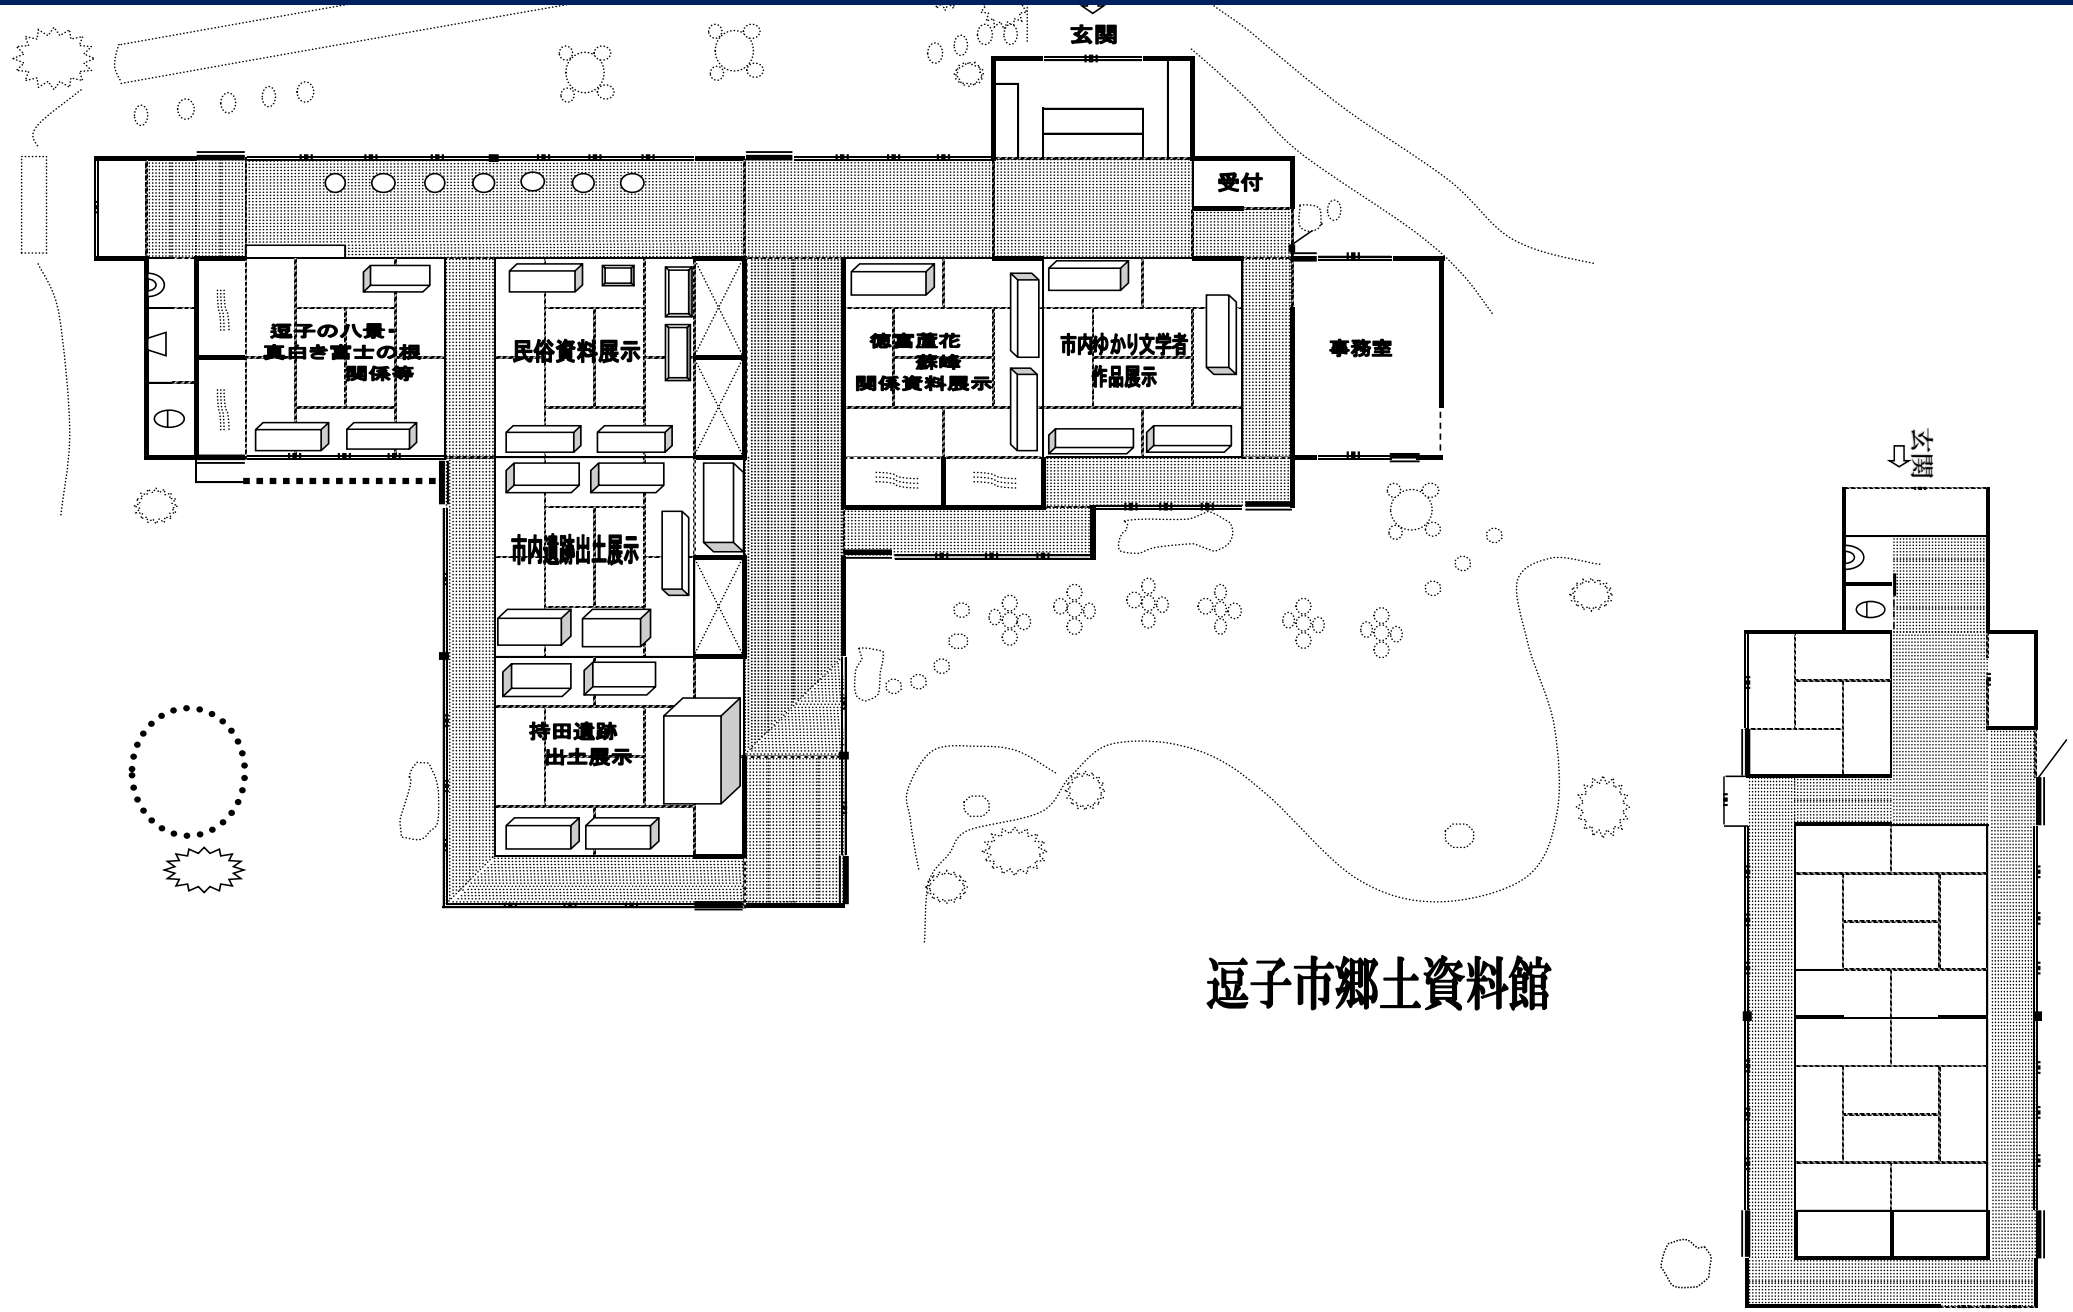 玄関
受付
逗子の八景・
真白き富士の根
関係等
民俗資料展示
徳富蘆花
蘇峰
関係資料展示
市内ゆかり文学者
作品展示
事務室
市内遺跡出土展示
持田遺跡
出土展示
玄関
逗子市郷土資料館